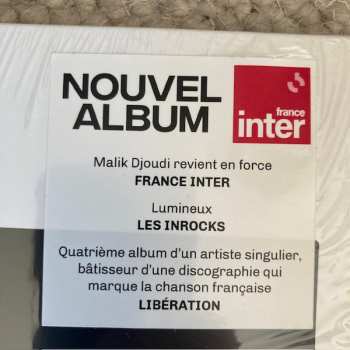 NOUVEL
ALBUM
france
inter
Malik Djoudi revient en force
FRANCE INTER
Lumineux
LES INROCKS
Quatrième album d'un artiste singulier,
bâtisseur d'une discographie qui
marque la chanson française
LIBÉRATION